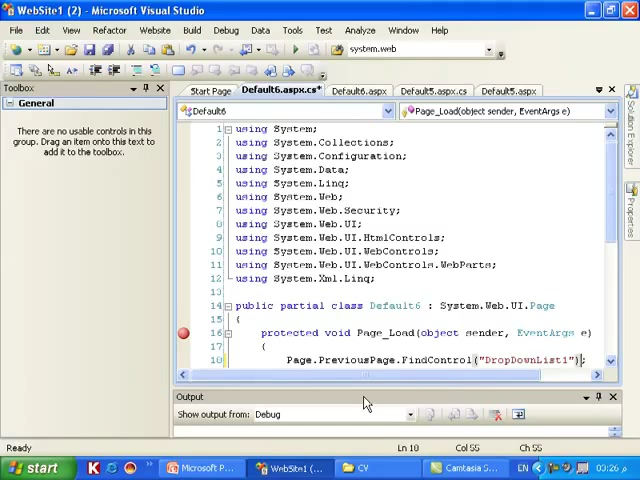 WebSite1 (2) - Microsoft Visual Studio
File Edit View Refactor Website Build Debug Data Tools Test Analyze Window Help
system.web
Toolbox
General
There are no usable controls in this
group. Drag an item onto this text to
add it to the toolbox.
Start Page Default6.aspx.cs* Default6.aspx Default5.aspx.cs Default5.aspx
Default6 Page_Load(object sender, EventArgs e)
1 using System;
2 using System.Collections;
3 using System.Configuration;
4 using System.Data;
5 using System.Linq;
6 using System.Web;
7 using System.Web.Security;
8 using System.Web.UI;
9 using System.Web.UI.HtmlControls;
10 using System.Web.UI.WebControls;
11 using System.Web.UI.WebControls.WebParts;
12 using System.Xml.Linq;
13
14 public partial class Default6 : System.Web.UI.Page
15 {
16 protected void Page_Load(object sender, EventArgs e)
17 {
18 Page.PreviousPage.FindControl("DropDownList1");
Solution Explorer
Properties
Output
Show output from: Debug
Ready Ln 18 Col 55 Ch 55
start Microsoft P... WebSite1 (... CV Camtasia S... EN 03:26 م